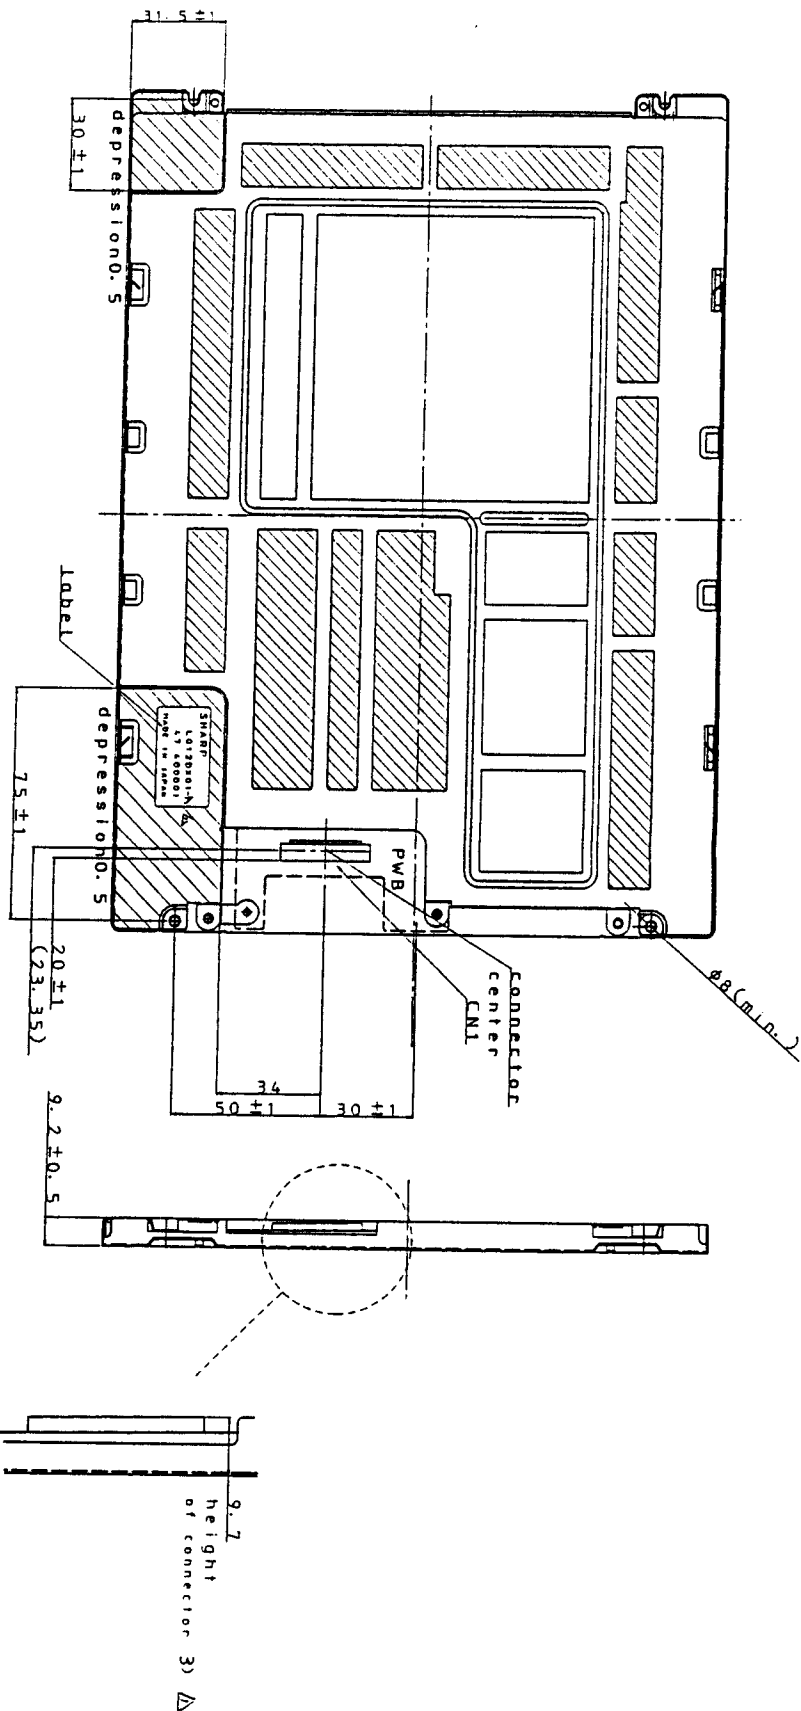 31.5±1
30±1
depression0.5
label
SHARP
MADE IN JAPAN
depression0.5
75±1
PWB
20±1
(23.35)
connector
center
CN1
φ8(min.)
34
50±1
30±1
9.2±0.5
9.7
height
of connector 3)